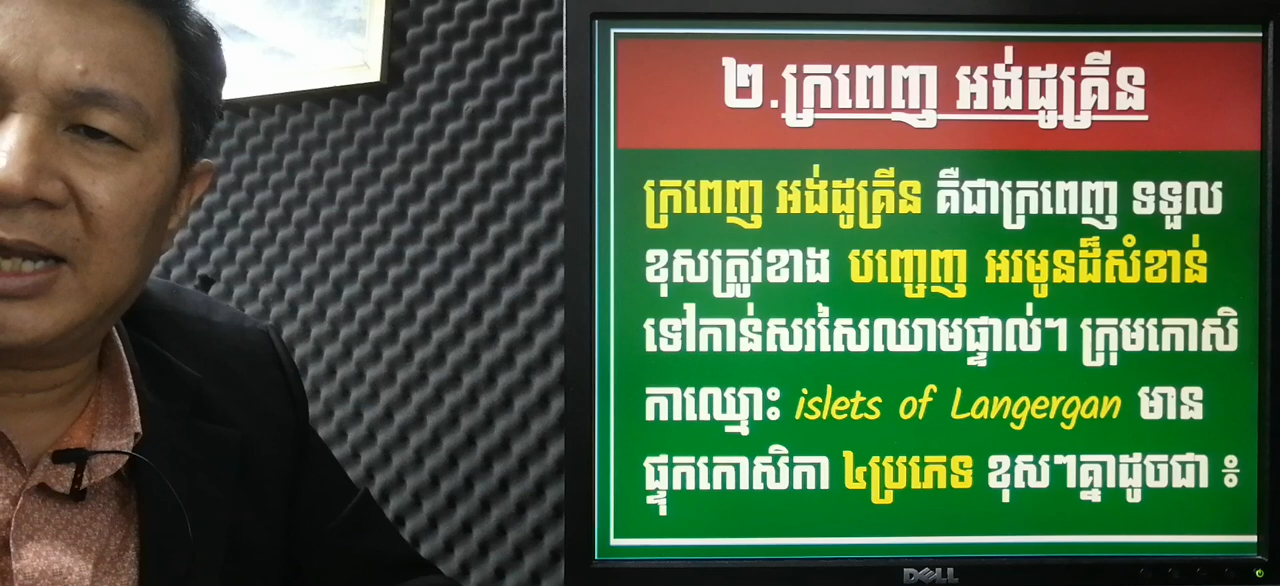 ២.ក្រពេញ អង់ដូគ្រីន
ក្រពេញ អង់ដូគ្រីន គឺជាក្រពេញ ទទួល
ខុសត្រូវខាង បញ្ចេញ អរមូនដ៏សំខាន់
ទៅកាន់សរសៃឈាមផ្ទាល់ៗ ក្រុមកោសិ
កាឈ្មោះ islets of Langergan មាន
ផ្ទុកកោសិកា ៤ប្រភេទ ខុសៗគ្នាដូចជា ៖
DELL